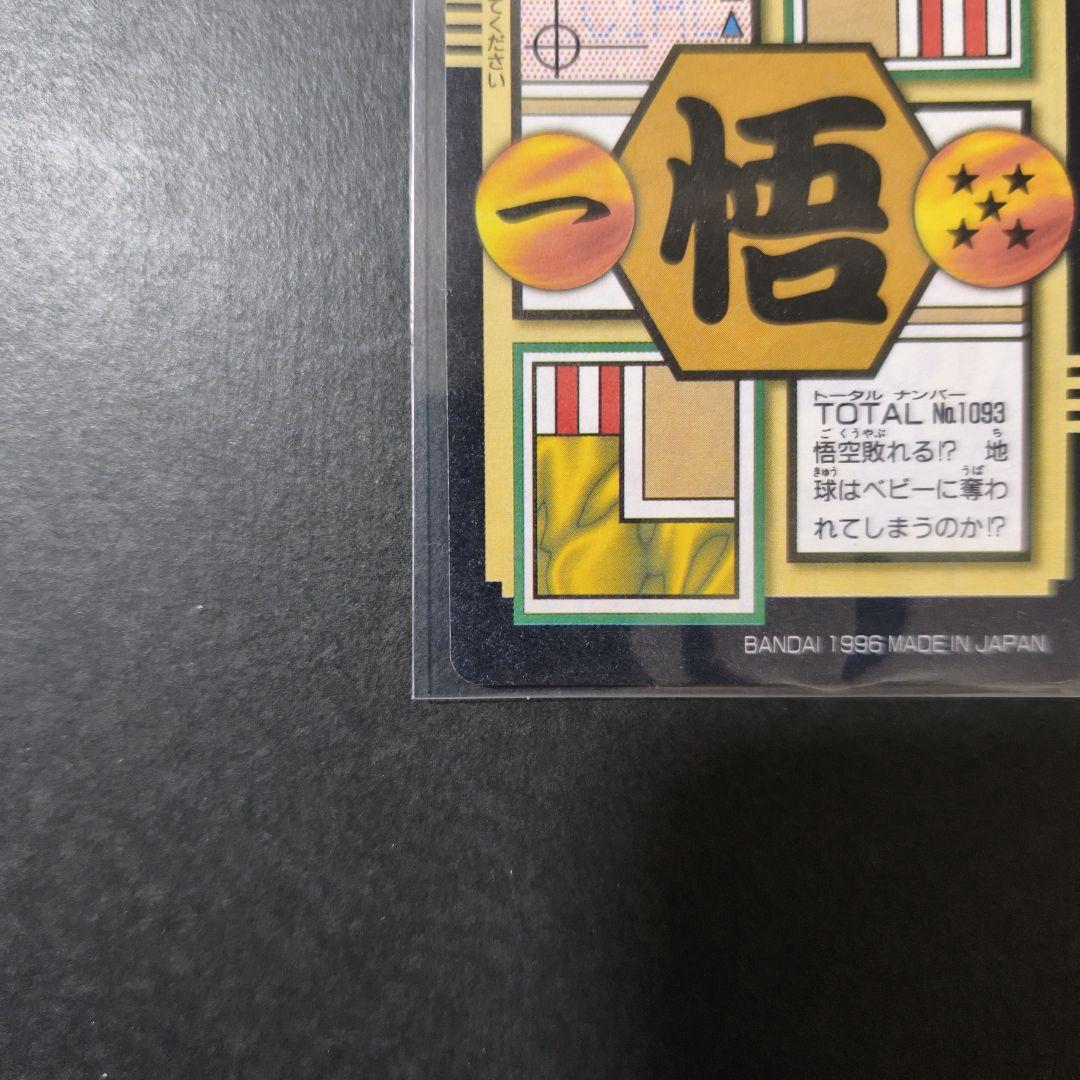 てください
一
悟
トータル ナンバー
TOTAL No.1093
ごくうやぶ ち
悟空敗れる!? 地
きゅう うば
球はベビーに奪わ
れてしまうのか!?
BANDAI 1996 MADE IN JAPAN